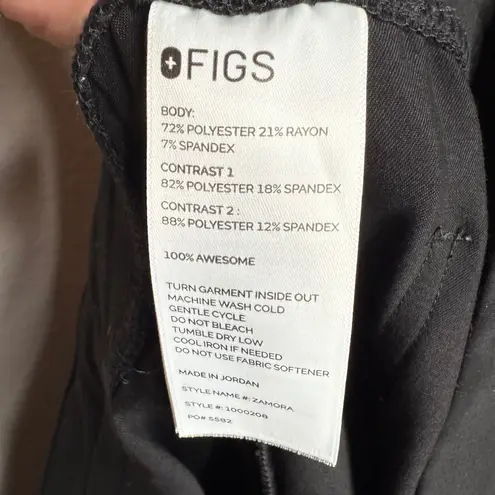 FIGS
BODY:
72% POLYESTER 21% RAYON
7% SPANDEX
CONTRAST 1
82% POLYESTER 18% SPANDEX
CONTRAST 2 :
88% POLYESTER 12% SPANDEX
100% AWESOME
TURN GARMENT INSIDE OUT
MACHINE WASH COLD
GENTLE CYCLE
DO NOT BLEACH
TUMBLE DRY LOW
COOL IRON IF NEEDED
DO NOT USE FABRIC SOFTENER
MADE IN JORDAN
STYLE NAME #: ZAMORA
STYLE #: 1000208
PO# 5582